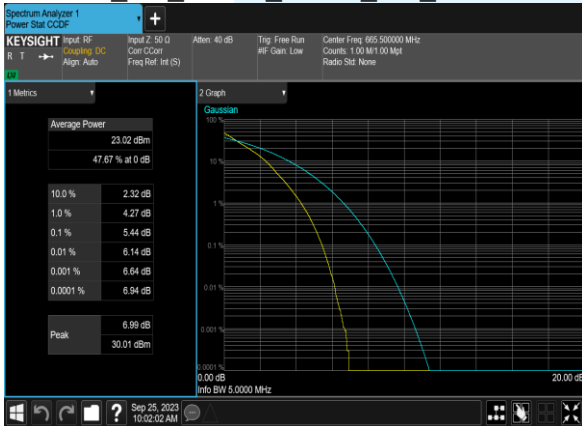 Spectrum Analyzer 1
Power Stat CCDF
KEYSIGHT
R T
LXI
Input: RF
Coupling: DC
Align: Auto
Input Z: 50 Ω
Corr CCorr
Freq Ref: Int (S)
Atten: 40 dB
Trig: Free Run
#IF Gain: Low
Center Freq: 665.500000 MHz
Counts: 1.00 M/1.00 Mpt
Radio Std: None
1 Metrics
Average Power
23.02 dBm
47.67 % at 0 dB
10.0 % 2.32 dB
1.0 % 4.27 dB
0.1 % 5.44 dB
0.01 % 6.14 dB
0.001 % 6.64 dB
0.0001 % 6.94 dB
Peak
6.99 dB
30.01 dBm
2 Graph
Gaussian
100 %
10 %
1 %
0.1 %
0.01 %
0.001 %
0.0001 %
0.00 dB
20.00 dB
Info BW 5.0000 MHz
Sep 25, 2023
10:02:02 AM